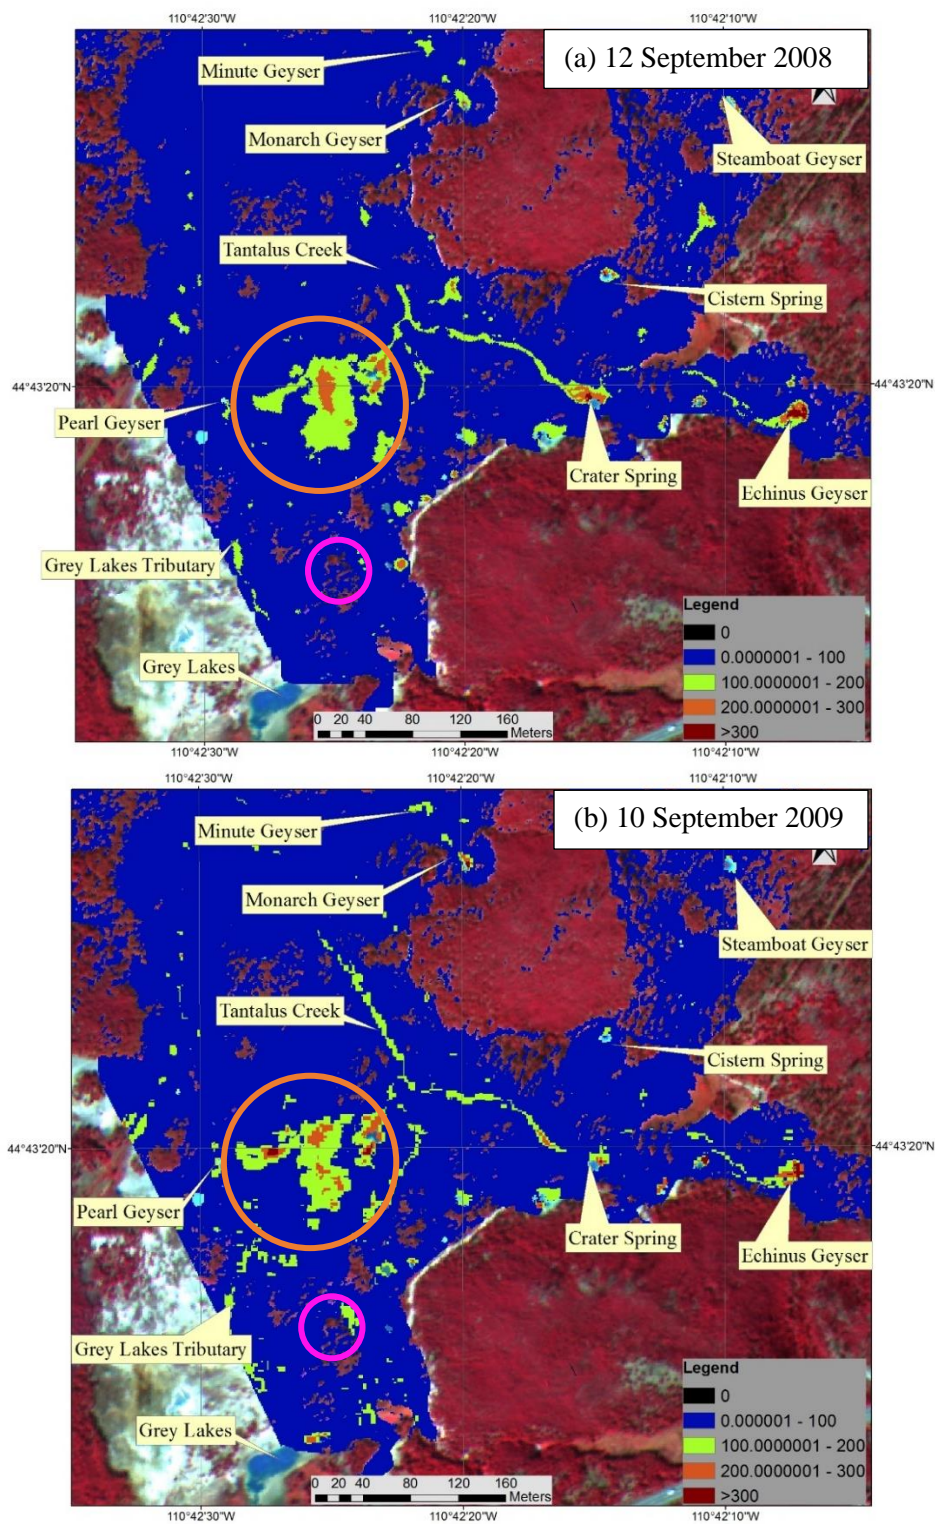 110°42'30"W
110°42'20"W
110°42'10"W
(a) 12 September 2008
Minute Geyser
Monarch Geyser
Steamboat Geyser
Tantalus Creek
Cistern Spring
44°43'20"N
44°43'20"N
Pearl Geyser
Crater Spring
Echinus Geyser
Grey Lakes Tributary
Grey Lakes
Legend
0
0.0000001 - 100
100.0000001 - 200
200.0000001 - 300
>300
0 20 40 80 120 160
Meters
110°42'30"W
110°42'20"W
110°42'10"W
110°42'30"W
110°42'20"W
110°42'10"W
(b) 10 September 2009
Minute Geyser
Monarch Geyser
Steamboat Geyser
Tantalus Creek
Cistern Spring
44°43'20"N
44°43'20"N
Pearl Geyser
Crater Spring
Echinus Geyser
Grey Lakes Tributary
Grey Lakes
Legend
0
0.000001 - 100
100.0000001 - 200
200.0000001 - 300
>300
0 20 40 80 120 160
Meters
110°42'30"W
110°42'20"W
110°42'10"W